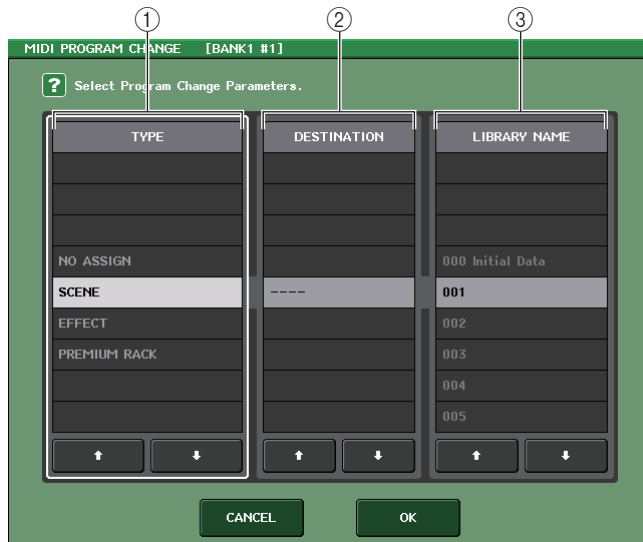 ① ② ③
MIDI PROGRAM CHANGE [BANK1 #1]
? Select Program Change Parameters.
TYPE DESTINATION LIBRARY NAME
NO ASSIGN 000 Initial Data
SCENE ---- 001
EFFECT 002
PREMIUM RACK 003
004
005
CANCEL OK